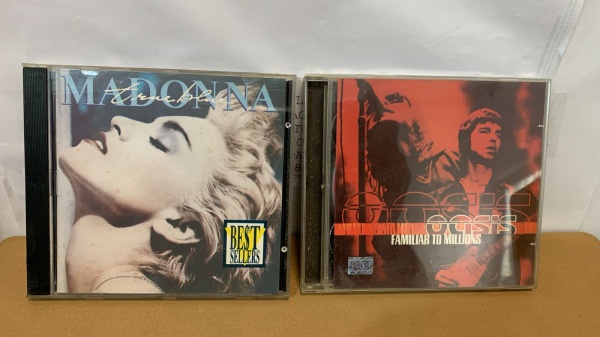 MADONNA
true blue
BEST
SELLERS
OASIS
OASIS
FAMILIAR TO MILLIONS